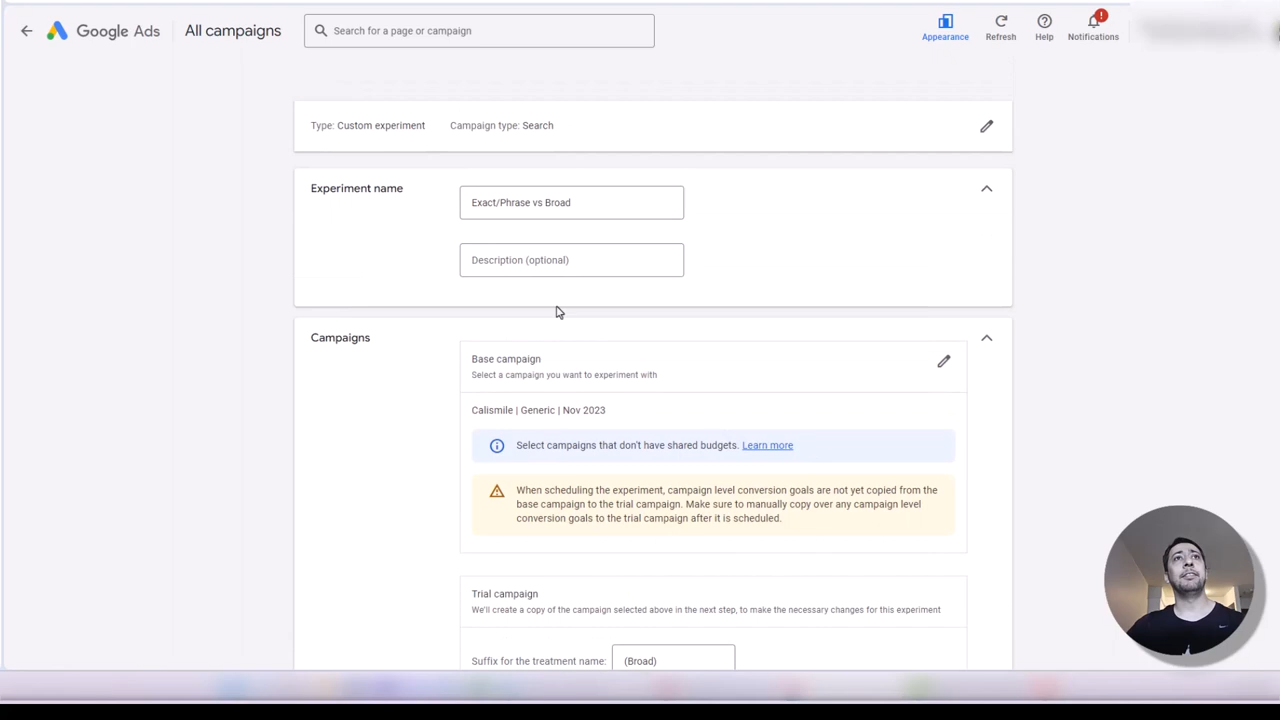 Google Ads
All campaigns
Search for a page or campaign
Appearance
Refresh
Help
Notifications
Type: Custom experiment
Campaign type: Search
Experiment name
Exact/Phrase vs Broad
Description (optional)
Campaigns
Base campaign
Select a campaign you want to experiment with
Calismile | Generic | Nov 2023
Select campaigns that don't have shared budgets. Learn more
When scheduling the experiment, campaign level conversion goals are not yet copied from the
base campaign to the trial campaign. Make sure to manually copy over any campaign level
conversion goals to the trial campaign after it is scheduled.
Trial campaign
We'll create a copy of the campaign selected above in the next step, to make the necessary changes for this experiment
Suffix for the treatment name:
(Broad)